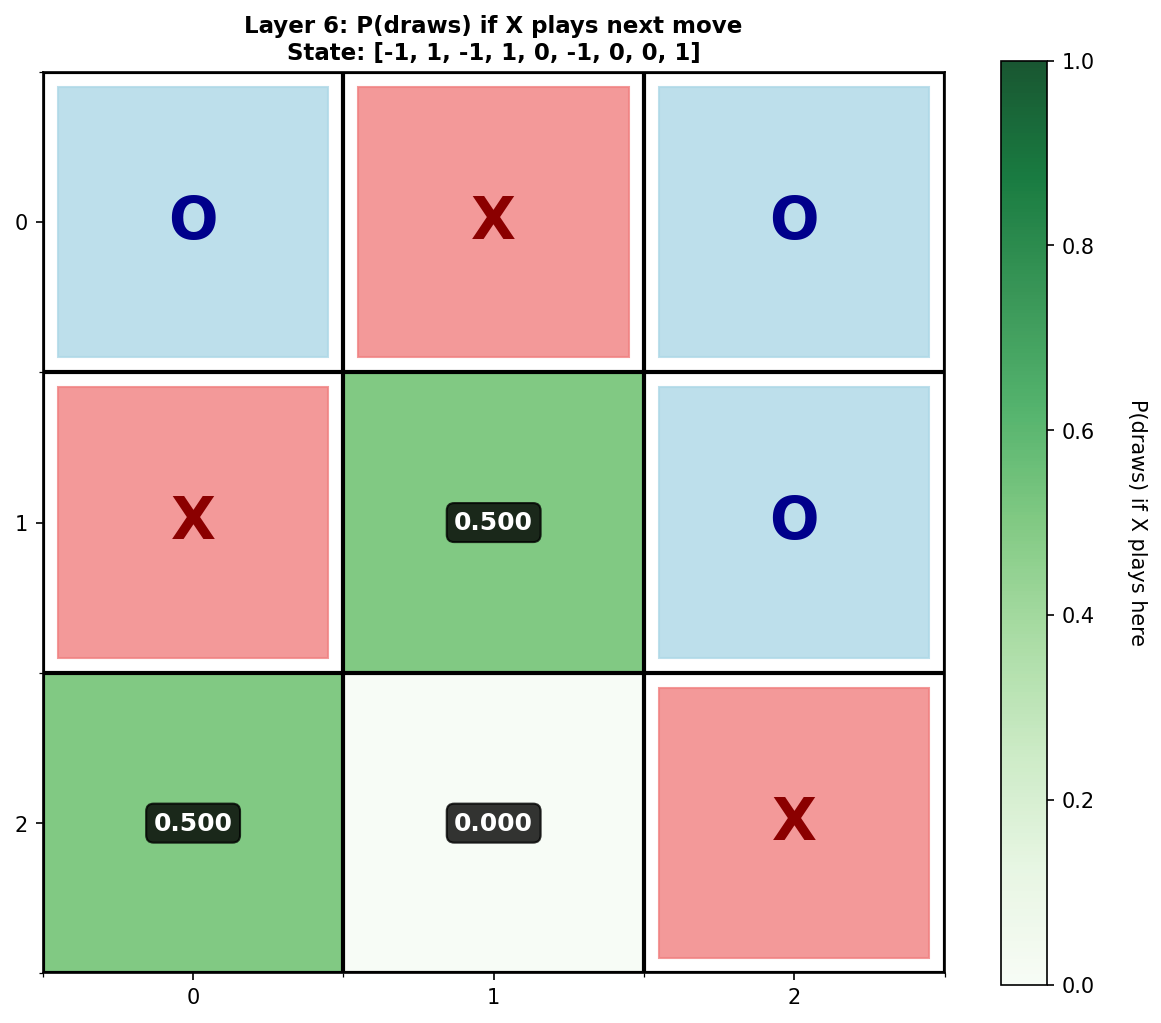 Layer 6: P(draws) if X plays next move
State: [-1, 1, -1, 1, 0, -1, 0, 0, 1]
0
O
X
O
1
X
0.500
O
2
0.500
0.000
X
0
1
2
1.0
0.8
0.6
0.4
0.2
0.0
P(draws) if X plays here